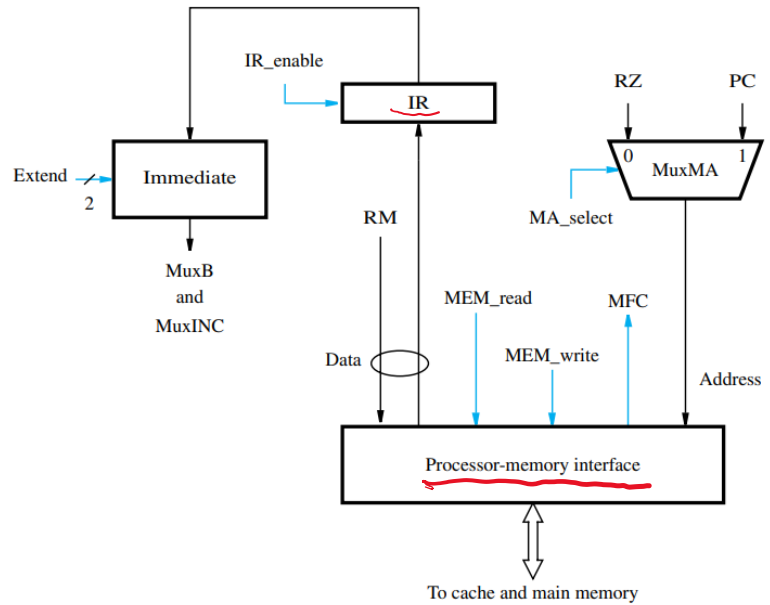 IR_enable
IR
RZ
PC
0
1
MuxMA
Extend
2
Immediate
MA_select
RM
MuxB
and
MuxINC
MEM_read
MFC
Data
MEM_write
Address
Processor-memory interface
To cache and main memory